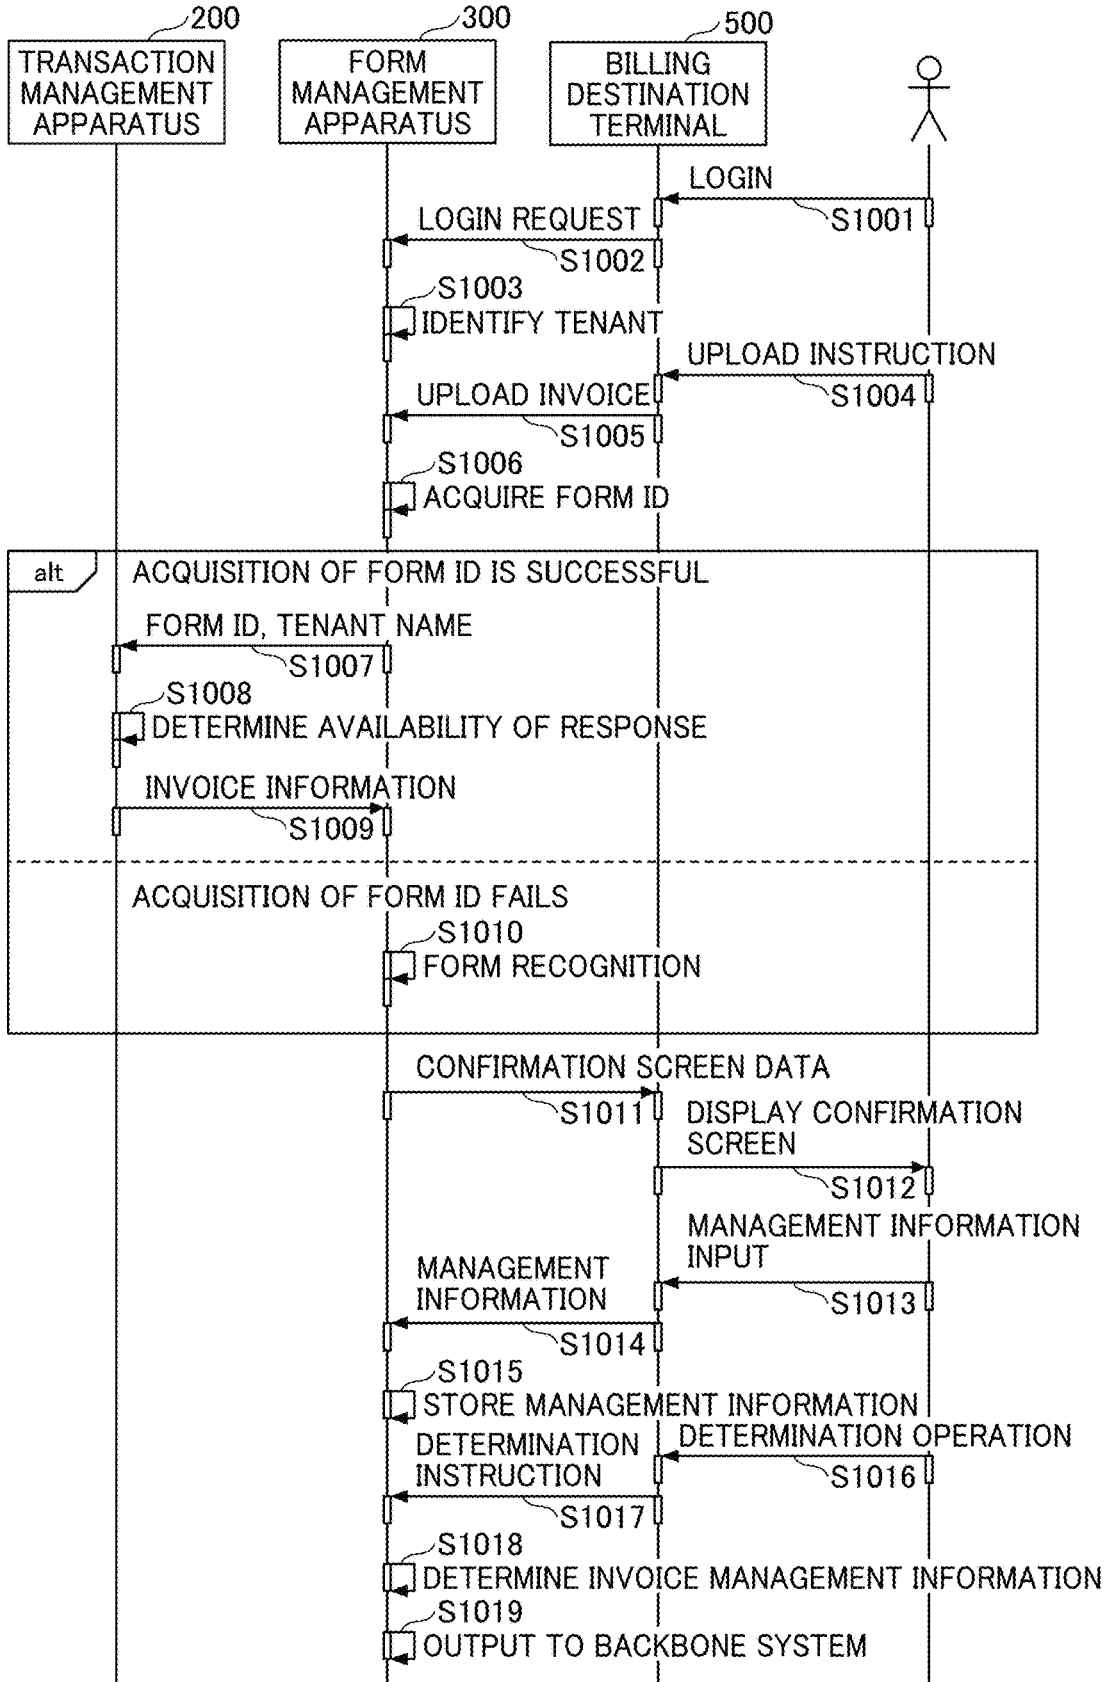 200
300
500
TRANSACTION
MANAGEMENT
APPARATUS
FORM
MANAGEMENT
APPARATUS
BILLING
DESTINATION
TERMINAL
LOGIN
S1001
LOGIN REQUEST
S1002
S1003
IDENTIFY TENANT
UPLOAD INSTRUCTION
S1004
UPLOAD INVOICE
S1005
S1006
ACQUIRE FORM ID
alt
ACQUISITION OF FORM ID IS SUCCESSFUL
FORM ID, TENANT NAME
S1007
S1008
DETERMINE AVAILABILITY OF RESPONSE
INVOICE INFORMATION
S1009
ACQUISITION OF FORM ID FAILS
S1010
FORM RECOGNITION
CONFIRMATION SCREEN DATA
S1011
DISPLAY CONFIRMATION
SCREEN
S1012
MANAGEMENT INFORMATION
INPUT
S1013
MANAGEMENT
INFORMATION
S1014
S1015
STORE MANAGEMENT INFORMATION
DETERMINATION OPERATION
S1016
DETERMINATION
INSTRUCTION
S1017
S1018
DETERMINE INVOICE MANAGEMENT INFORMATION
S1019
OUTPUT TO BACKBONE SYSTEM